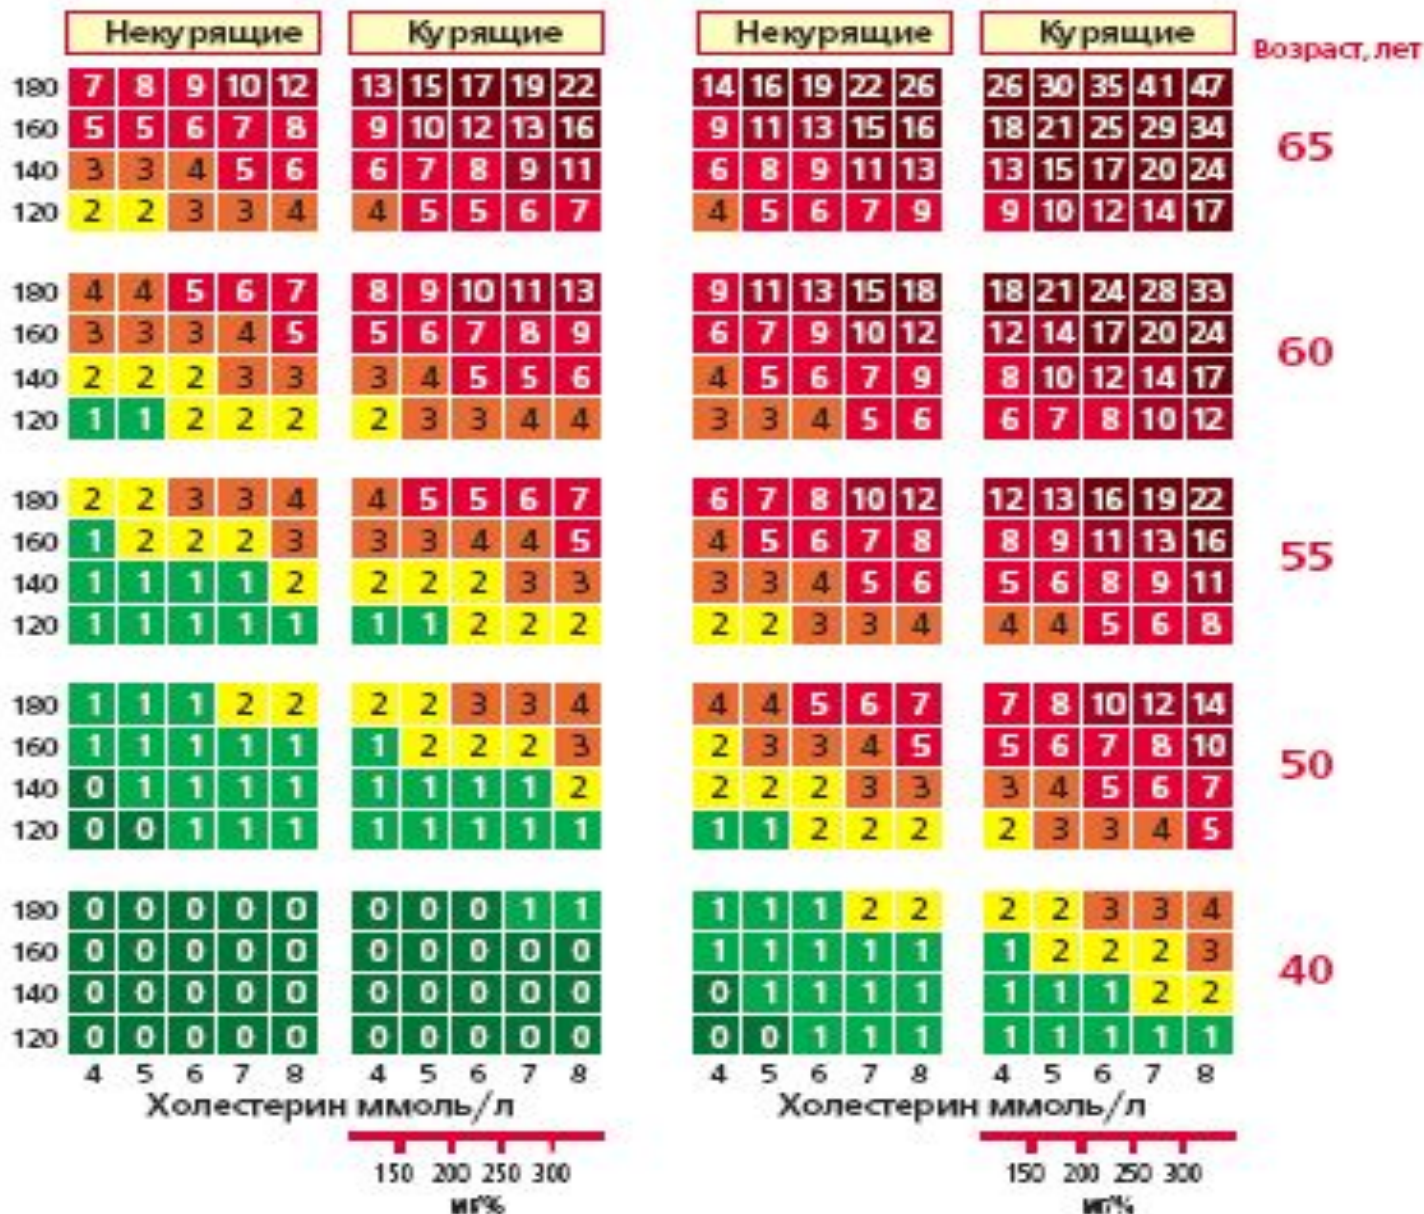 Некурящие Курящие Некурящие Курящие
Возраст, лет
180 7 8 9 10 12 13 15 17 19 22 14 16 19 22 26 26 30 35 41 47
160 5 5 6 7 8 9 10 12 13 16 9 11 13 15 16 18 21 25 29 34
65
140 3 3 4 5 6 6 7 8 9 11 6 8 9 11 13 13 15 17 20 24
120 2 2 3 3 4 4 5 5 6 7 4 5 6 7 9 9 10 12 14 17
180 4 4 5 6 7 8 9 10 11 13 9 11 13 15 18 18 21 24 28 33
160 3 3 3 4 5 5 6 7 8 9 6 7 9 10 12 12 14 17 20 24
60
140 2 2 2 3 3 3 4 5 5 6 4 5 6 7 9 8 10 12 14 17
120 1 1 2 2 2 2 3 3 4 4 3 3 4 5 6 6 7 8 10 12
180 2 2 3 3 4 4 5 5 6 7 6 7 8 10 12 12 13 16 19 22
160 1 2 2 2 3 3 3 4 4 5 4 5 6 7 8 8 9 11 13 16
55
140 1 1 1 1 2 2 2 2 3 3 3 3 4 5 6 5 6 8 9 11
120 1 1 1 1 1 1 1 2 2 2 2 2 3 3 4 4 4 5 6 8
180 1 1 1 2 2 2 2 3 3 4 4 4 5 6 7 7 8 10 12 14
160 1 1 1 1 1 1 2 2 2 3 2 3 3 4 5 5 6 7 8 10
50
140 0 1 1 1 1 1 1 1 1 2 2 2 2 3 3 3 4 5 6 7
120 0 0 1 1 1 1 1 1 1 1 1 1 2 2 2 2 3 3 4 5
180 0 0 0 0 0 0 0 0 1 1 1 1 1 2 2 2 2 3 3 4
160 0 0 0 0 0 0 0 0 0 0 1 1 1 1 1 1 2 2 2 3
40
140 0 0 0 0 0 0 0 0 0 0 0 1 1 1 1 1 1 1 2 2
120 0 0 0 0 0 0 0 0 0 0 0 0 1 1 1 1 1 1 1 1
4 5 6 7 8 4 5 6 7 8 4 5 6 7 8 4 5 6 7 8
Холестерин ммоль/л Холестерин ммоль/л
150 200 250 300 150 200 250 300
мг% мг%